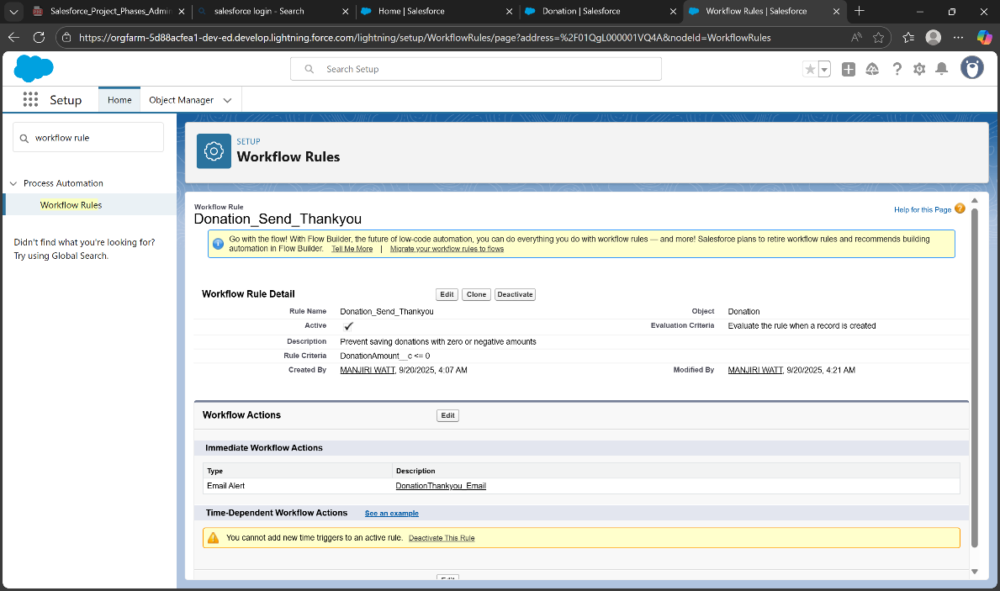 Salesforce_Project_Phases_Admin
salesforce login - Search
Home | Salesforce
Donation | Salesforce
Workflow Rules | Salesforce
https://orgfarm-5d88acfea1-dev-ed.develop.lightning.force.com/lightning/setup/WorkflowRules/page?address=%2F01QgL000001VQ4A&nodeId=WorkflowRules
Search Setup
Setup
Home
Object Manager
workflow rule
Process Automation
Workflow Rules
Didn't find what you're looking for?
Try using Global Search.
SETUP
Workflow Rules
Workflow Rule
Donation_Send_Thankyou
Help for this Page
Go with the flow! With Flow Builder, the future of low-code automation, you can do everything you do with workflow rules — and more! Salesforce plans to retire workflow rules and recommends building
automation in Flow Builder. Tell Me More | Migrate your workflow rules to flows
Workflow Rule Detail Edit Clone Deactivate
Rule Name Donation_Send_Thankyou Object Donation
Active Evaluation Criteria Evaluate the rule when a record is created
Description Prevent saving donations with zero or negative amounts
Rule Criteria DonationAmount__c <= 0
Created By MANJIRI WATT, 9/20/2025, 4:07 AM Modified By MANJIRI WATT, 9/20/2025, 4:21 AM
Workflow Actions Edit
Immediate Workflow Actions
Type Description
Email Alert DonationThankyou_Email
Time-Dependent Workflow Actions See an example
You cannot add new time triggers to an active rule. Deactivate This Rule